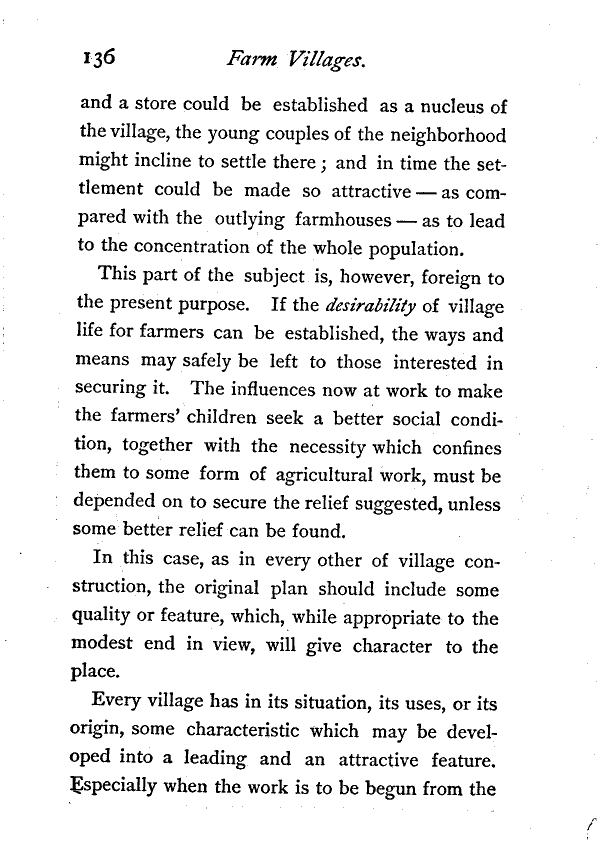 136 Farm Villages.
and a store could be established as a nucleus of
the village, the young couples of the neighborhood
might incline to settle there; and in time the set-
tlement could be made so attractive — as com-
pared with the outlying farmhouses — as to lead
to the concentration of the whole population.
This part of the subject is, however, foreign to
the present purpose. If the desirability of village
life for farmers can be established, the ways and
means may safely be left to those interested in
securing it. The influences now at work to make
the farmers' children seek a better social condi-
tion, together with the necessity which confines
them to some form of agricultural work, must be
depended on to secure the relief suggested, unless
some better relief can be found.
In this case, as in every other of village con-
struction, the original plan should include some
quality or feature, which, while appropriate to the
modest end in view, will give character to the
place.
Every village has in its situation, its uses, or its
origin, some characteristic which may be devel-
oped into a leading and an attractive feature.
Especially when the work is to be begun from the